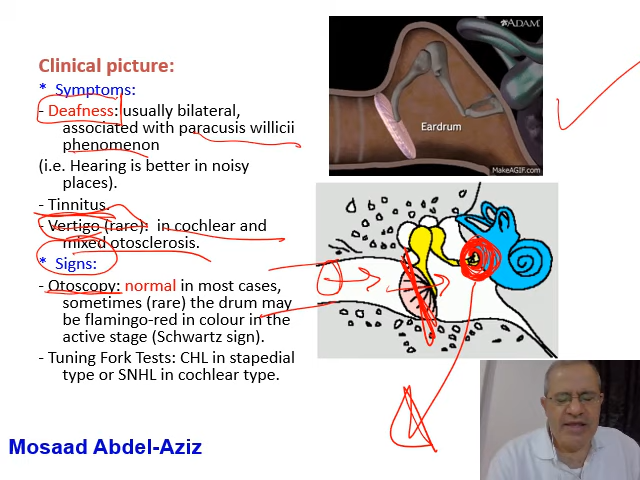 Clinical picture:
* Symptoms:
- Deafness: usually bilateral,
associated with paracusis willicii
phenomenon
(i.e. Hearing is better in noisy
places).
- Tinnitus.
- Vertigo (rare): in cochlear and
mixed otosclerosis.
* Signs:
- Otoscopy: normal in most cases,
sometimes (rare) the drum may
be flamingo-red in colour in the
active stage (Schwartz sign).
- Tuning Fork Tests: CHL in stapedial
type or SNHL in cochlear type.
Mosaad Abdel-Aziz
ADAM
Eardrum
MakeAGIF.com